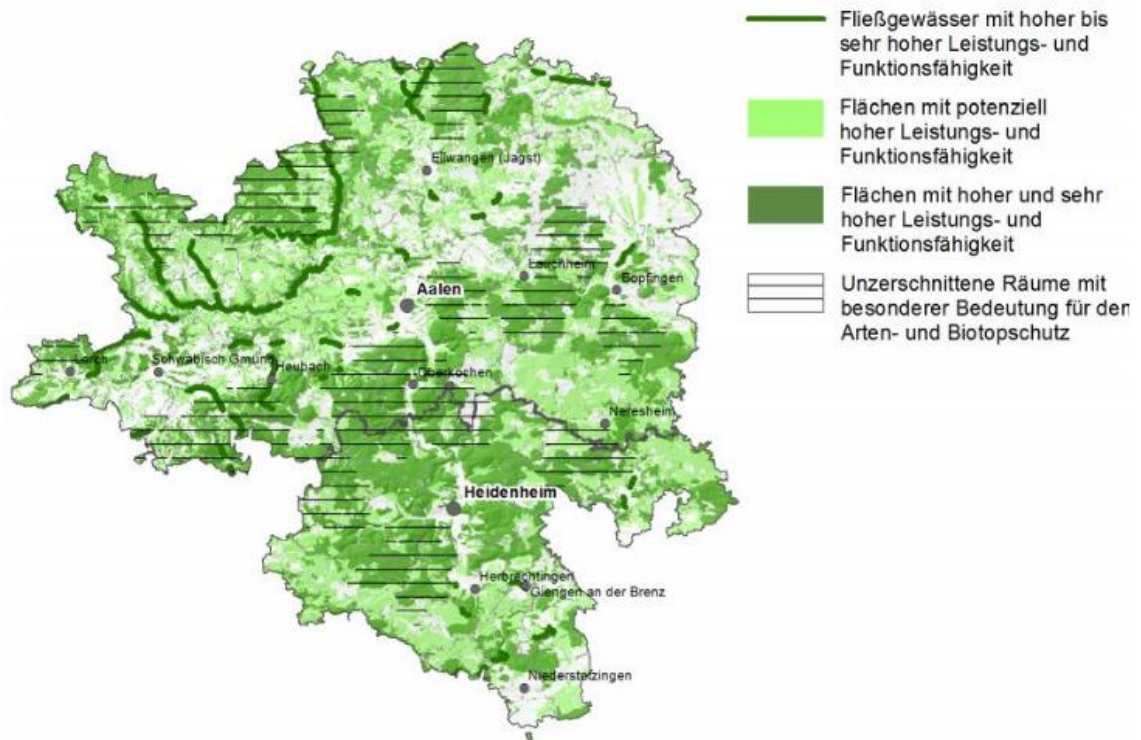 Fließgewässer mit hoher bis
sehr hoher Leistungs- und
Funktionsfähigkeit
Flächen mit potenziell
hoher Leistungs- und
Funktionsfähigkeit
Flächen mit hoher und sehr
hoher Leistungs- und
Funktionsfähigkeit
Unzerschnittene Räume mit
besonderer Bedeutung für den
Arten- und Biotopschutz
Ellwangen (Jagst)
Lauchheim
Bopfingen
Aalen
Lorch
Schwäbisch Gmünd
Heubach
Oberkochen
Neresheim
Heidenheim
Herbrechtingen
Giengen an der Brenz
Niederstotzingen